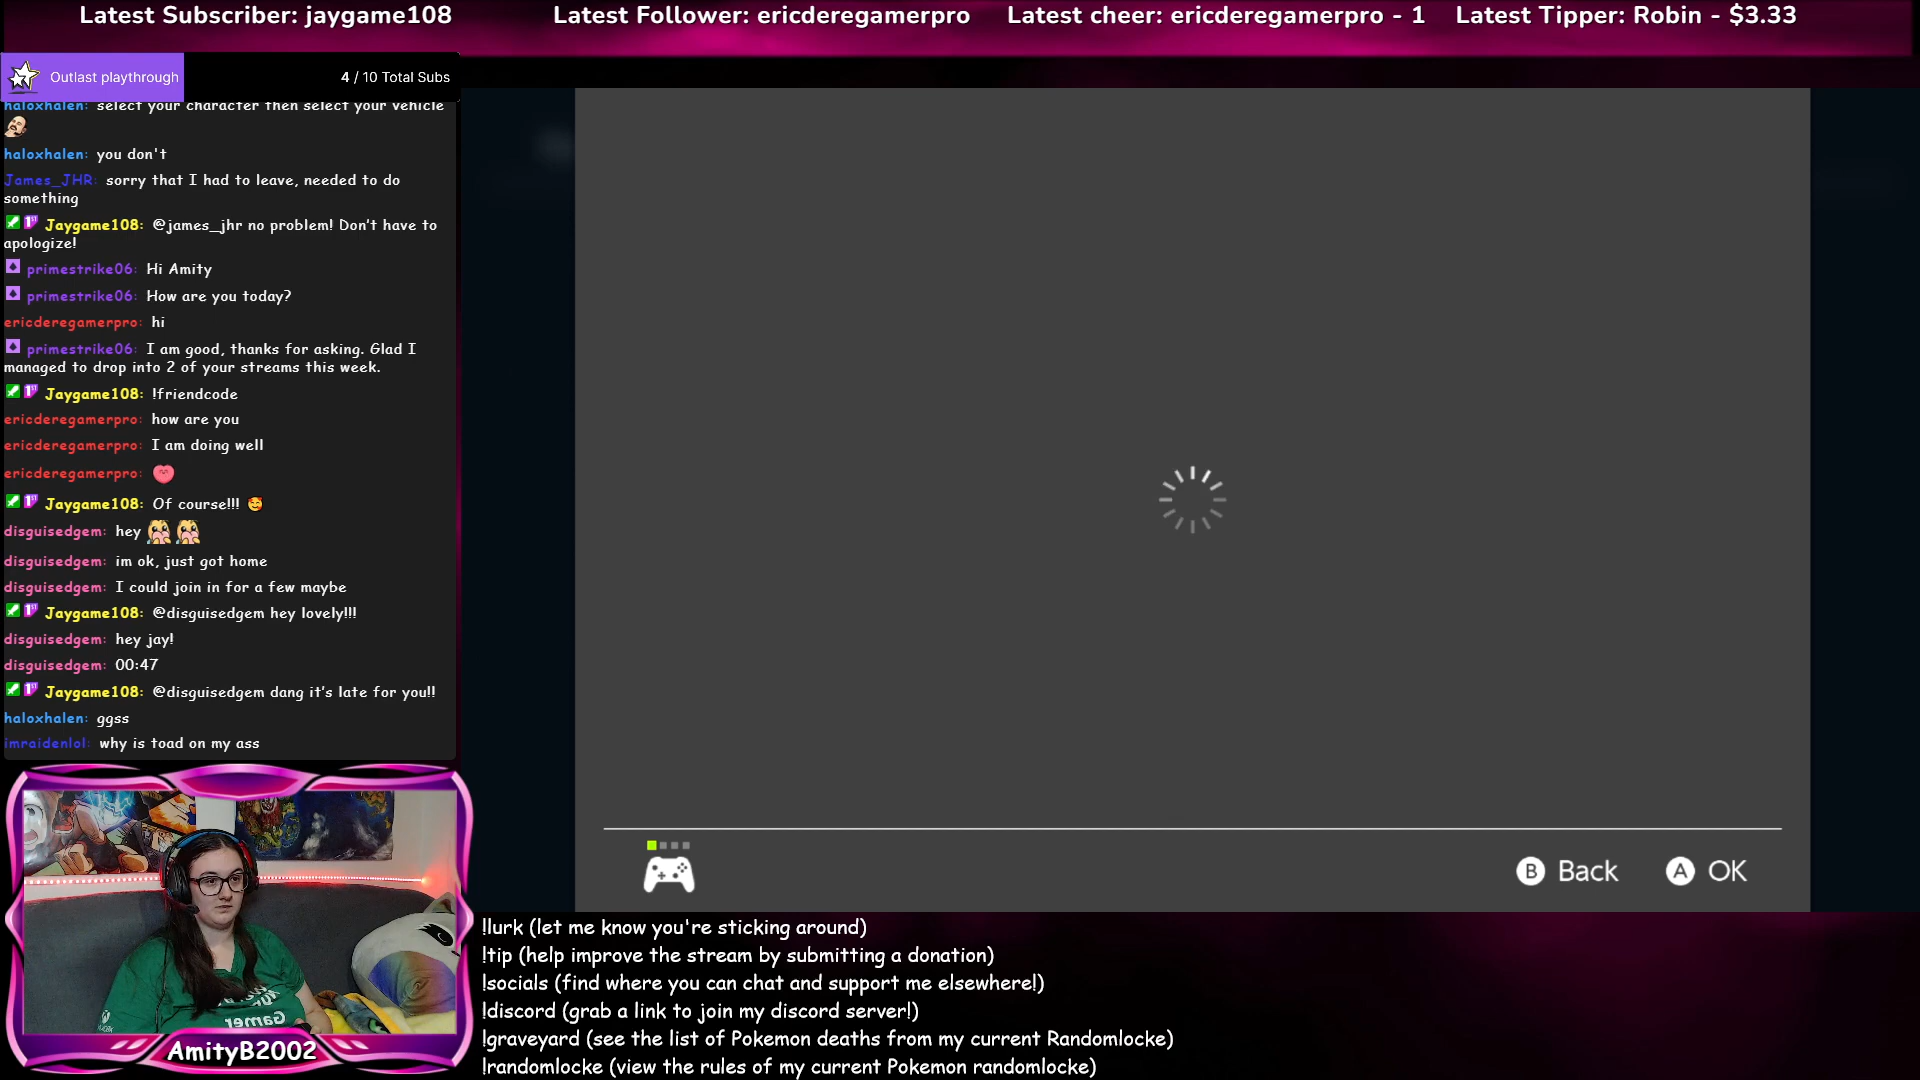 Latest Subscriber: jaygame108
Latest Follower: ericderegamerpro
Latest cheer: ericderegamerpro - 1
Latest Tipper: Robin - $3.33
Outlast playthrough
4 / 10 Total Subs
haloxhalen: select your character then select your vehicle
haloxhalen: you don't
James_JHR: sorry that I had to leave, needed to do
something
Jaygame108: @james_jhr no problem! Don't have to
apologize!
primestrike06: Hi Amity
primestrike06: How are you today?
ericderegamerpro: hi
primestrike06: I am good, thanks for asking. Glad I
managed to drop into 2 of your streams this week.
Jaygame108: !friendcode
ericderegamerpro: how are you
ericderegamerpro: I am doing well
ericderegamerpro:
Jaygame108: Of course!!!
disguisedgem: hey
disguisedgem: im ok, just got home
disguisedgem: I could join in for a few maybe
Jaygame108: @disguisedgem hey lovely!!!
disguisedgem: hey jay!
disguisedgem: 00:47
Jaygame108: @disguisedgem dang it's late for you!!
haloxhalen: ggss
imraidenlol: why is toad on my ass
B Back
A OK
Gamer
AmityB2002
!lurk (let me know you're sticking around)
!tip (help improve the stream by submitting a donation)
!socials (find where you can chat and support me elsewhere!)
!discord (grab a link to join my discord server!)
!graveyard (see the list of Pokemon deaths from my current Randomlocke)
!randomlocke (view the rules of my current Pokemon randomlocke)